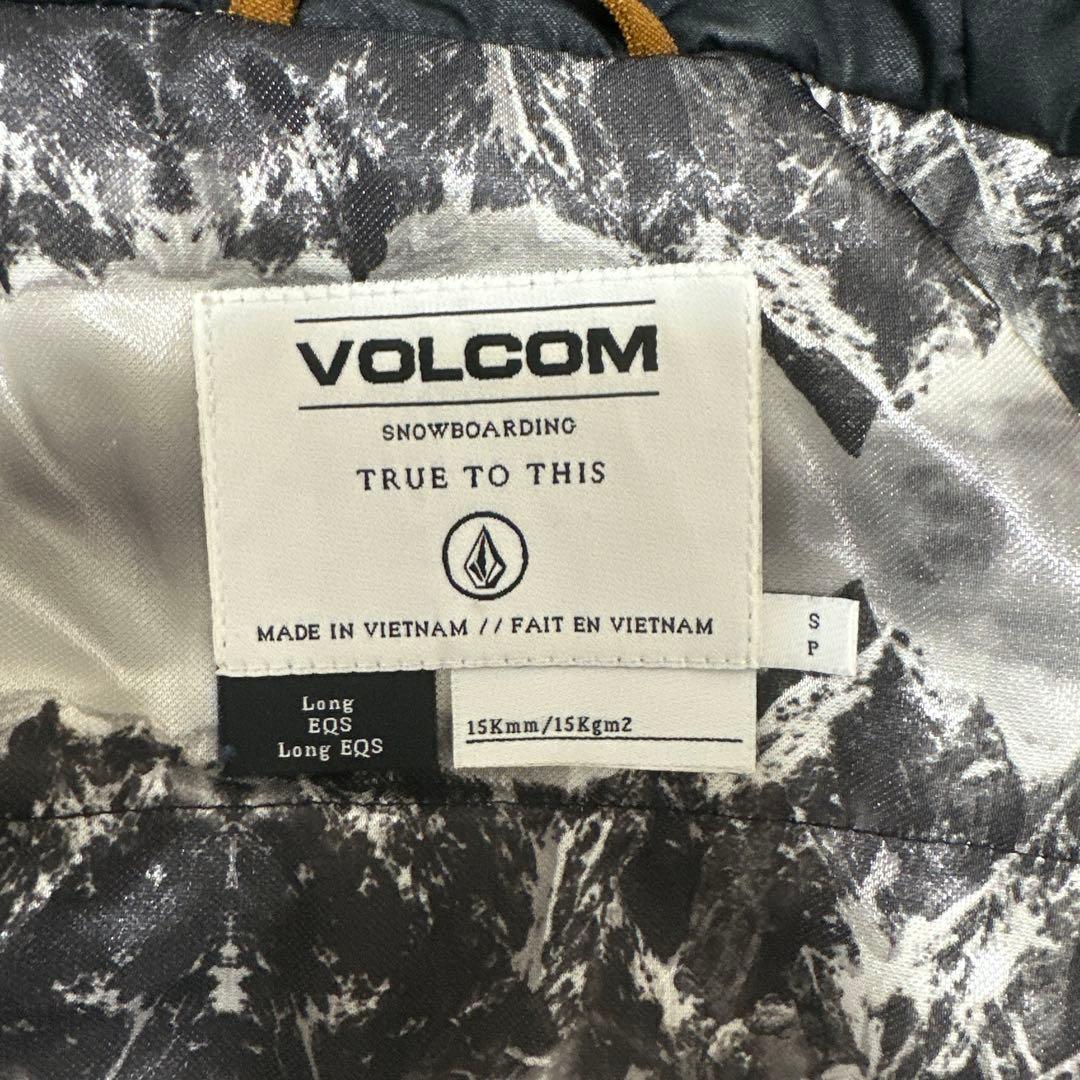 VOLCOM
SNOWBOARDING
TRUE TO THIS
MADE IN VIETNAM // FAIT EN VIETNAM
S
P
Long
EQS
Long EQS
15Kmm/15Kgm2